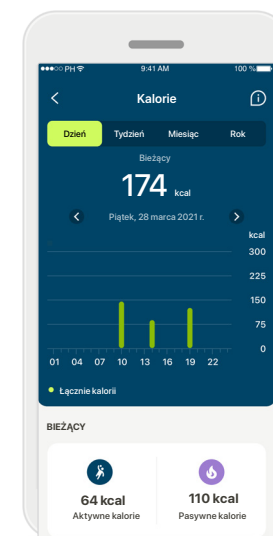 PH 9:41 AM 100 %
Kalorie
Dzień Tydzień Miesiąc Rok
Bieżący
174 kcal
Piątek, 28 marca 2021 r.
kcal
300
225
150
75
0
01 04 07 10 13 16 19 22
Łącznie kalorii
BIEŻĄCY
64 kcal 110 kcal
Aktywne kalorie Pasywne kalorie